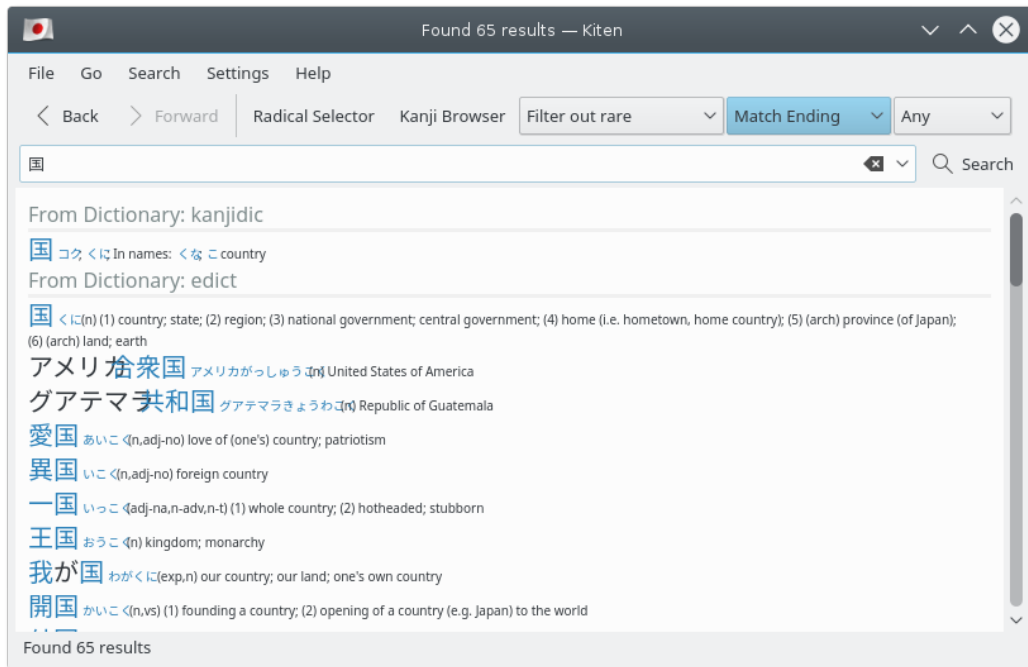 Found 65 results — Kiten
File Go Search Settings Help
Back Forward Radical Selector Kanji Browser Filter out rare Match Ending Any
国 Search
From Dictionary: kanjidic
国 コク; くに; In names: くな; こ country
From Dictionary: edict
国 くに(n) (1) country; state; (2) region; (3) national government; central government; (4) home (i.e. hometown, home country); (5) (arch) province (of Japan);
(6) (arch) land; earth
アメリカ合衆国 アメリカがっしゅうこく(n) United States of America
グアテマラ共和国 グアテマラきょうわこく(n) Republic of Guatemala
愛国 あいこく(n,adj-no) love of (one's) country; patriotism
異国 いこく(n,adj-no) foreign country
一国 いっこく(adj-na,n-adv,n-t) (1) whole country; (2) hotheaded; stubborn
王国 おうこく(n) kingdom; monarchy
我が国 わがくに(exp,n) our country; our land; one's own country
開国 かいこく(n,vs) (1) founding a country; (2) opening of a country (e.g. Japan) to the world
Found 65 results